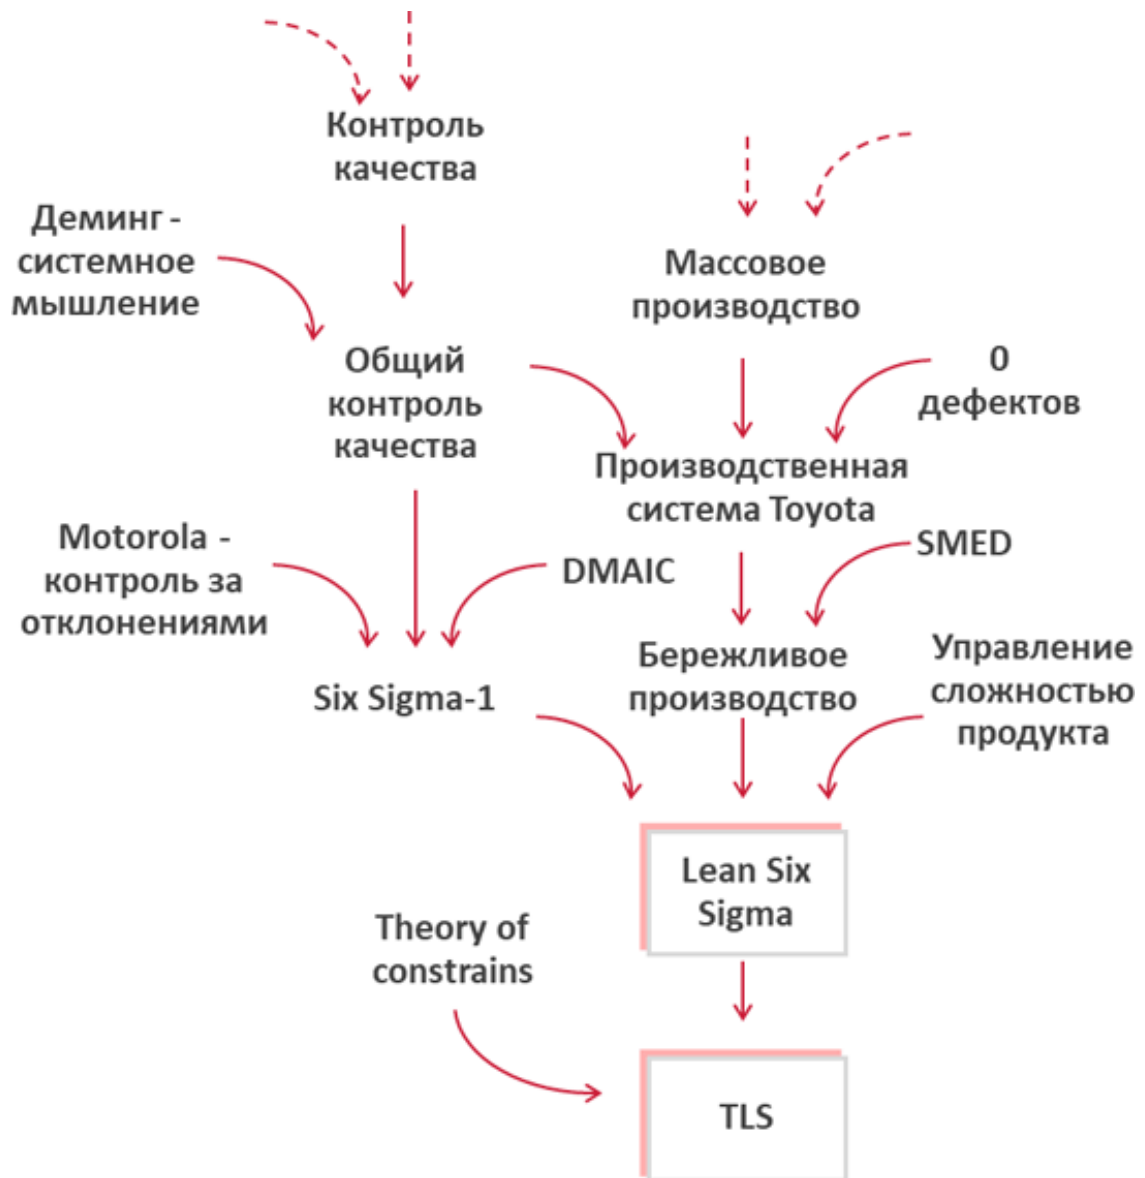 Контроль
качества
Деминг -
системное
мышление
Массовое
производство
Общий
контроль
качества
0
дефектов
Производственная
система Toyota
Motorola -
контроль за
отклонениями
DMAIC
SMED
Six Sigma-1
Бережливое
производство
Управление
сложностью
продукта
Lean Six
Sigma
Theory of
constrains
TLS